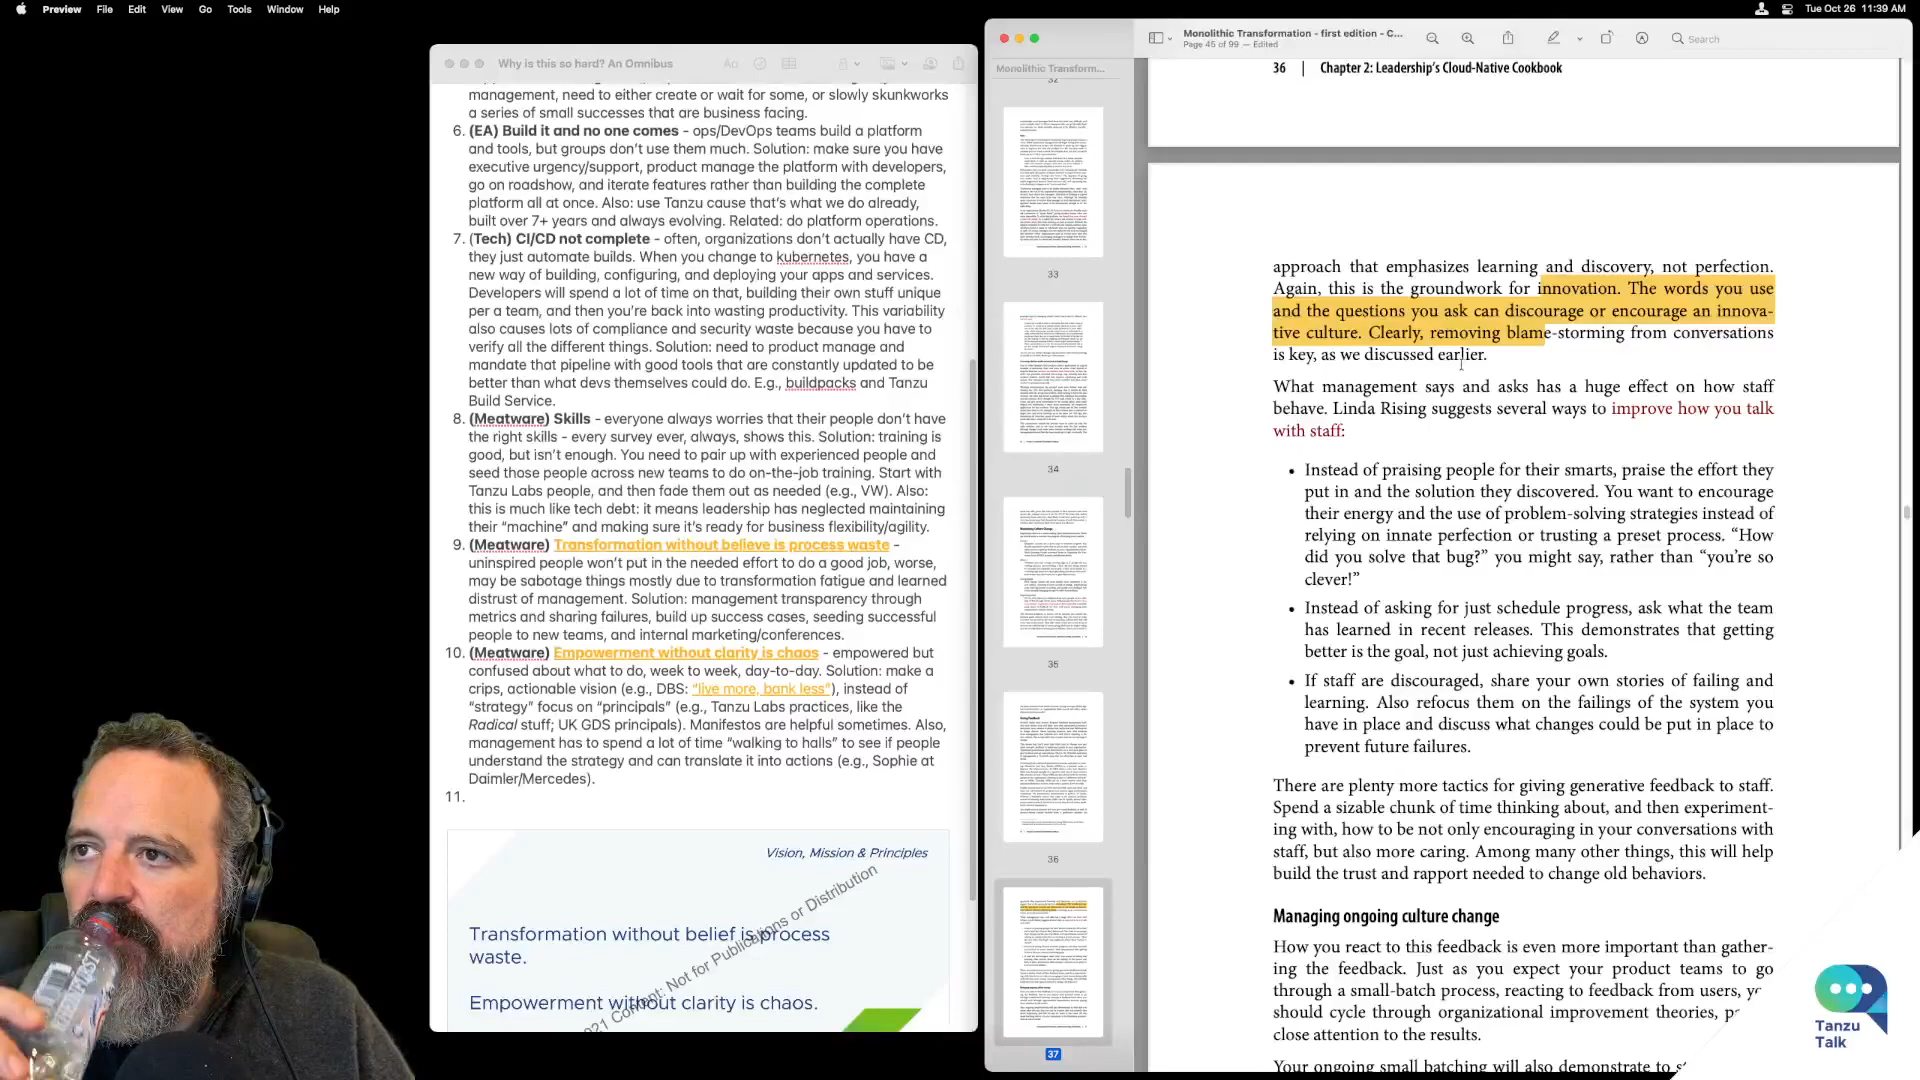 Preview File Edit View Go Tools Window Help
Tue Oct 26 11:39 AM
Why is this so hard? An Omnibus
management, need to either create or wait for some, or slowly skunkworks
a series of small successes that are business facing.
6. (EA) Build it and no one comes - ops/DevOps teams build a platform
and tools, but groups don’t use them much. Solution: make sure you have
executive urgency/support, product manage the platform with developers,
go on roadshow, and iterate features rather than building the complete
platform all at once. Also: use Tanzu cause that’s what we do already,
built over 7+ years and always evolving. Related: do platform operations.
7. (Tech) CI/CD not complete - often, organizations don’t actually have CD,
they just automate builds. When you change to kubernetes, you have a
new way of building, configuring, and deploying your apps and services.
Developers will spend a lot of time on that, building their own stuff unique
per a team, and then you’re back into wasting productivity. This variability
also causes lots of compliance and security waste because you have to
verify all the different things. Solution: need to product manage and
mandate that pipeline with good tools that are constantly updated to be
better than what devs themselves could do. E.g., buildpacks and Tanzu
Build Service.
8. (Meatware) Skills - everyone always worries that their people don’t have
the right skills - every survey ever, always, shows this. Solution: training is
good, but isn’t enough. You need to pair up with experienced people and
seed those people across new teams to do on-the-job training. Start with
Tanzu Labs people, and then fade them out as needed (e.g., VW). Also:
this is much like tech debt: it means leadership has neglected maintaining
their “machine” and making sure it’s ready for business flexibility/agility.
9. (Meatware) Transformation without believe is process waste -
uninspired people won’t put in the needed effort to do a good job, worse,
may be sabotage things mostly due to transformation fatigue and learned
distrust of management. Solution: management transparency through
metrics and sharing failures, build up success cases, seeding successful
people to new teams, and internal marketing/conferences.
10. (Meatware) Empowerment without clarity is chaos - empowered but
confused about what to do, week to week, day-to-day. Solution: make a
crips, actionable vision (e.g., DBS: “live more, bank less”), instead of
“strategy” focus on “principals” (e.g., Tanzu Labs practices, like the
Radical stuff; UK GDS principals). Manifestos are helpful sometimes. Also,
management has to spend a lot of time “walking to halls” to see if people
understand the strategy and can translate it into actions (e.g., Sophie at
Daimler/Mercedes).
11.
Vision, Mission & Principles
Transformation without belief is process
waste.
Empowerment without clarity is chaos.
2021 Content: Not for Publications or Distribution
Monolithic Transformation - first edition - C...
Page 45 of 99 — Edited
Search
Monolithic Transform...
32
33
34
35
36
37
36 | Chapter 2: Leadership’s Cloud-Native Cookbook
approach that emphasizes learning and discovery, not perfection.
Again, this is the groundwork for innovation. The words you use
and the questions you ask can discourage or encourage an innova-
tive culture. Clearly, removing blame-storming from conversations
is key, as we discussed earlier.
What management says and asks has a huge effect on how staff
behave. Linda Rising suggests several ways to improve how you talk
with staff:
• Instead of praising people for their smarts, praise the effort they
put in and the solution they discovered. You want to encourage
their energy and the use of problem-solving strategies instead of
relying on innate perfection or trusting a preset process. “How
did you solve that bug?” you might say, rather than “you’re so
clever!”
• Instead of asking for just schedule progress, ask what the team
has learned in recent releases. This demonstrates that getting
better is the goal, not just achieving goals.
• If staff are discouraged, share your own stories of failing and
learning. Also refocus them on the failings of the system you
have in place and discuss what changes could be put in place to
prevent future failures.
There are plenty more tactics for giving generative feedback to staff.
Spend a sizable chunk of time thinking about, and then experiment-
ing with, how to be not only encouraging in your conversations with
staff, but also more caring. Among many other things, this will help
build the trust and rapport needed to change old behaviors.
Managing ongoing culture change
How you react to this feedback is even more important than gather-
ing the feedback. Just as you expect your product teams to go
through a small-batch process, reacting to feedback from users,
should cycle through organizational improvement theories,
close attention to the results.
Your ongoing small batching will also demonstrate to
Tanzu
Talk